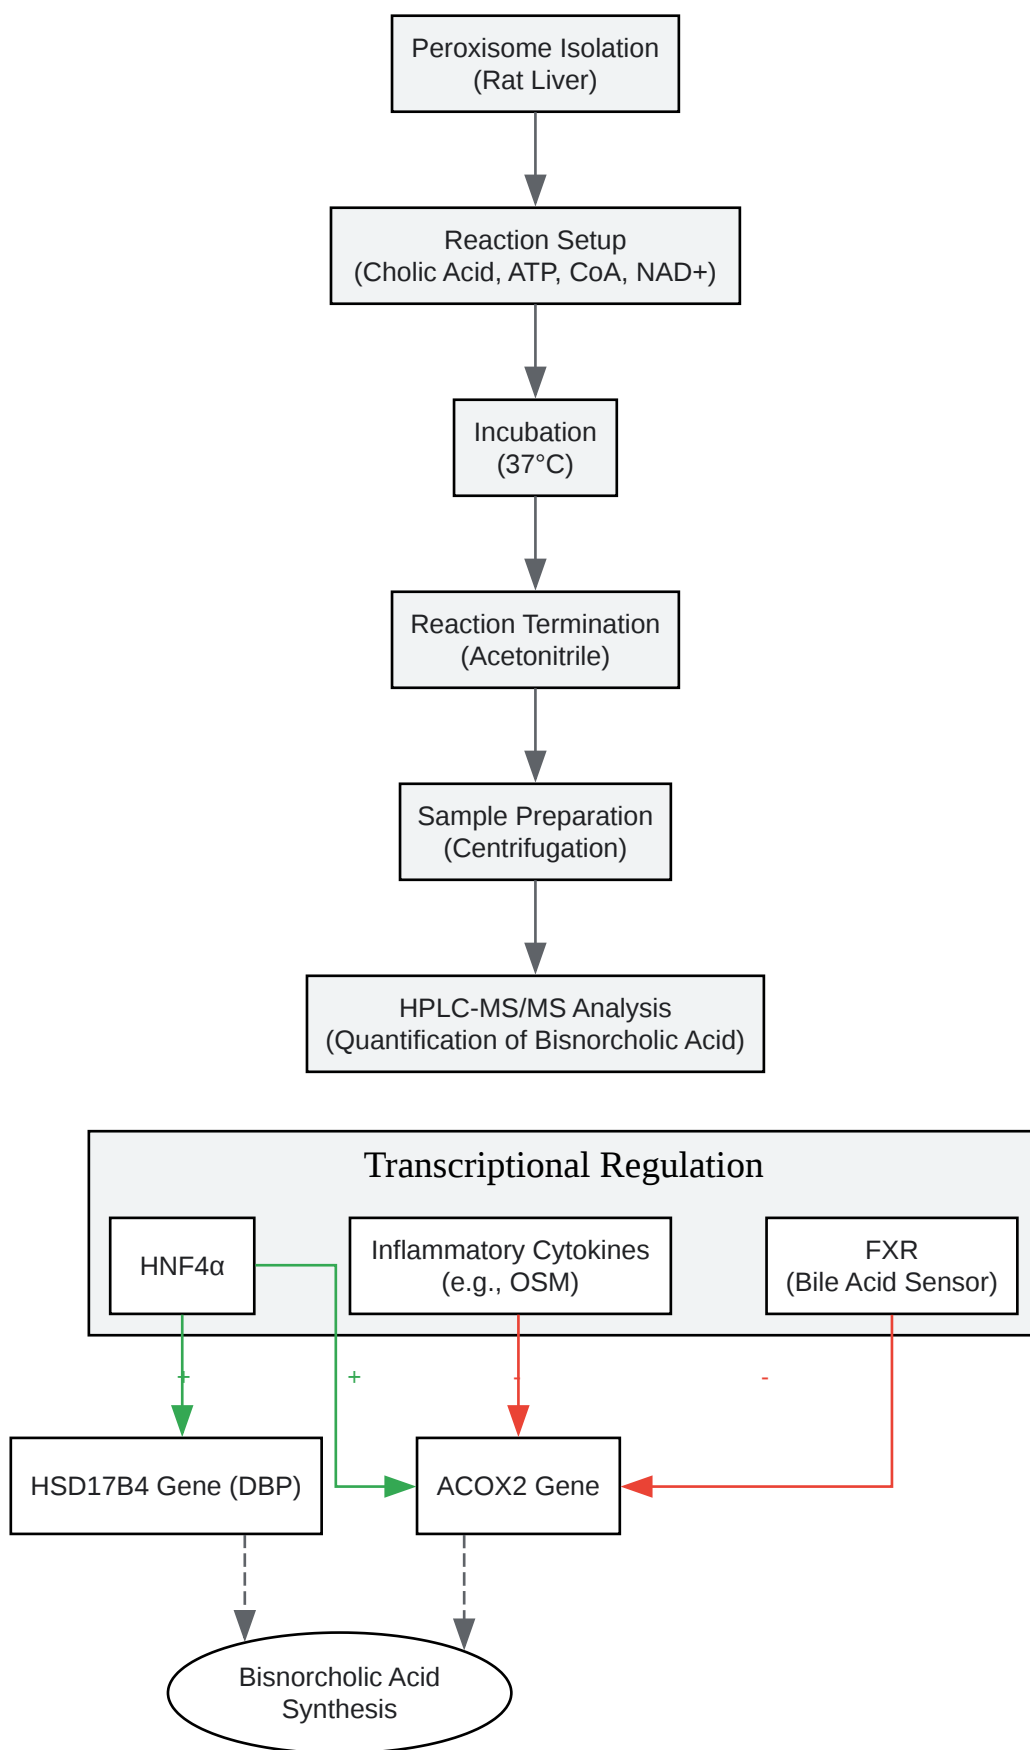 Peroxisome Isolation
(Rat Liver)
Reaction Setup
(Cholic Acid, ATP, CoA, NAD+)
Incubation
(37°C)
Reaction Termination
(Acetonitrile)
Sample Preparation
(Centrifugation)
HPLC-MS/MS Analysis
(Quantification of Bisnorcholic Acid)
Transcriptional Regulation
HNF4α
Inflammatory Cytokines
(e.g., OSM)
FXR
(Bile Acid Sensor)
+
+
-
-
HSD17B4 Gene (DBP)
ACOX2 Gene
Bisnorcholic Acid
Synthesis